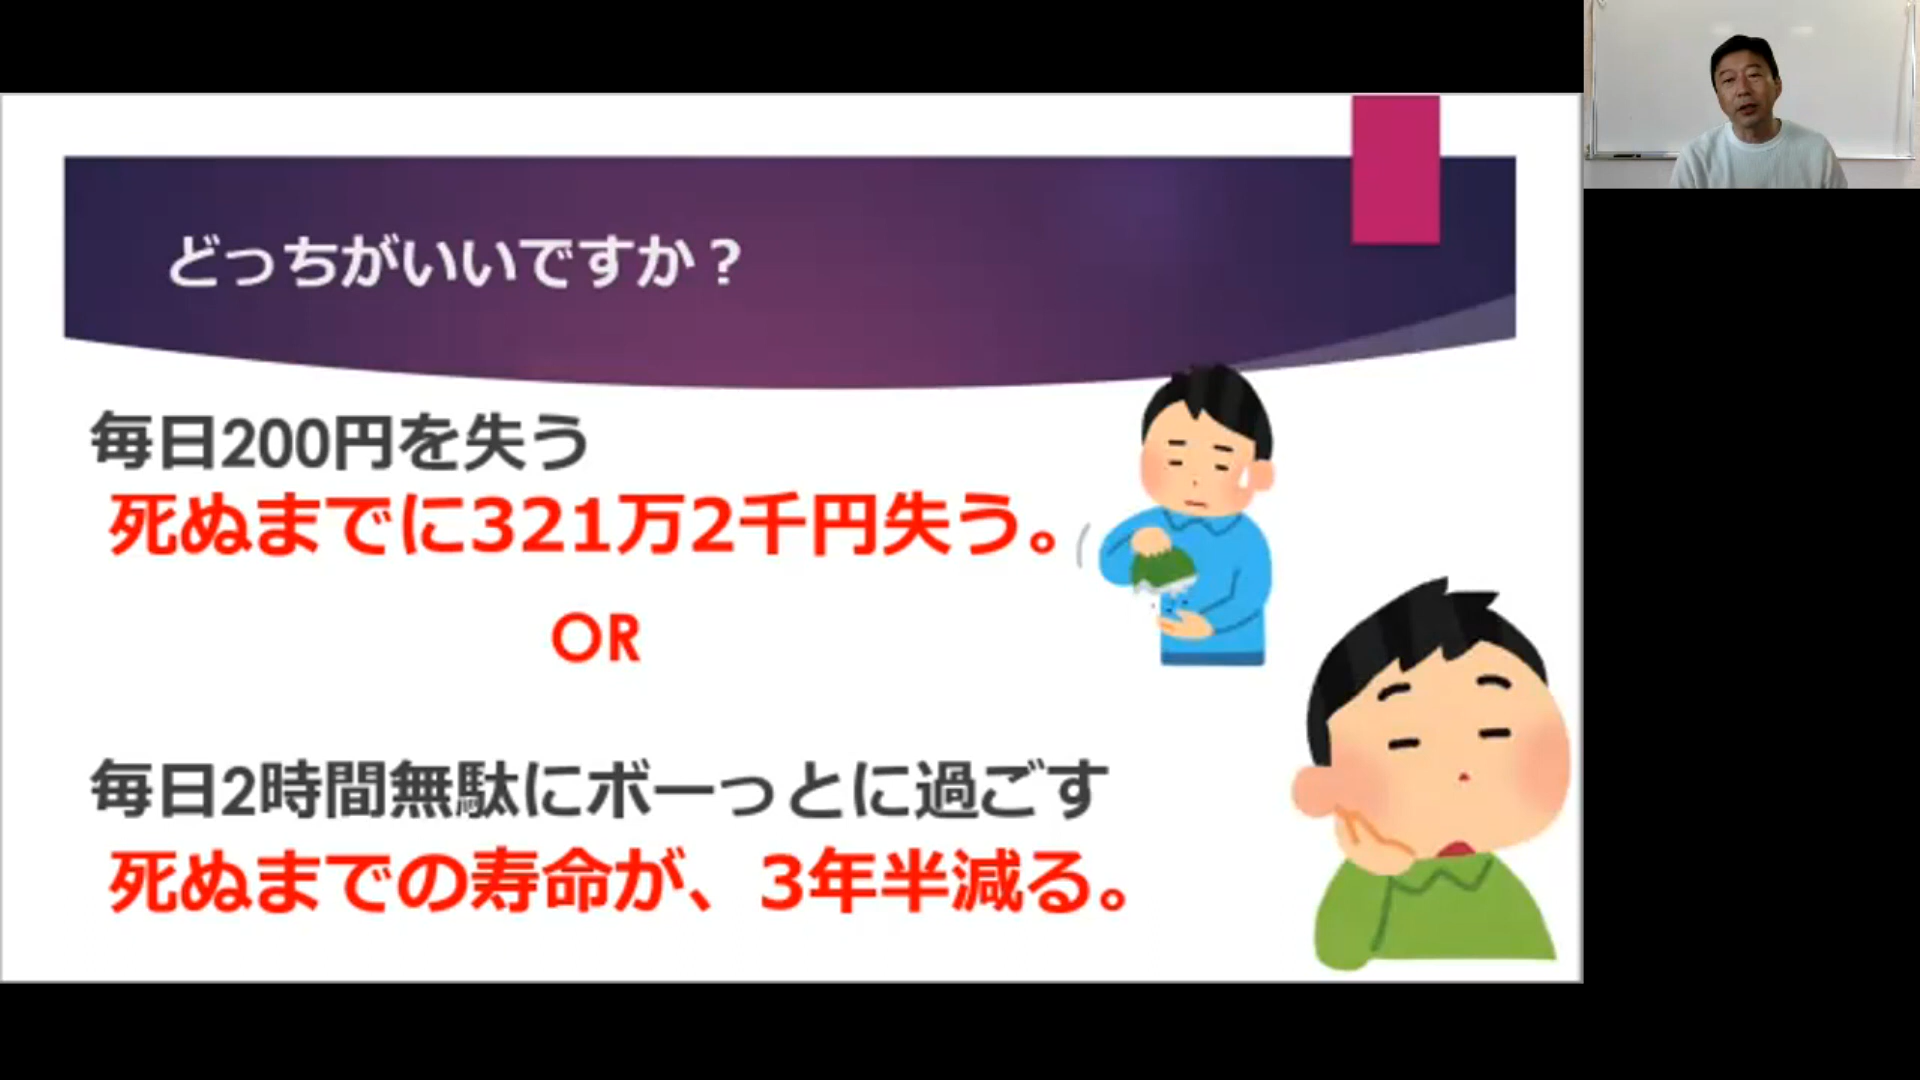 どっちがいいですか？
毎日200円を失う
死ぬまでに321万2千円失う。
OR
毎日2時間無駄にボーっとに過ごす
死ぬまでの寿命が、3年半減る。